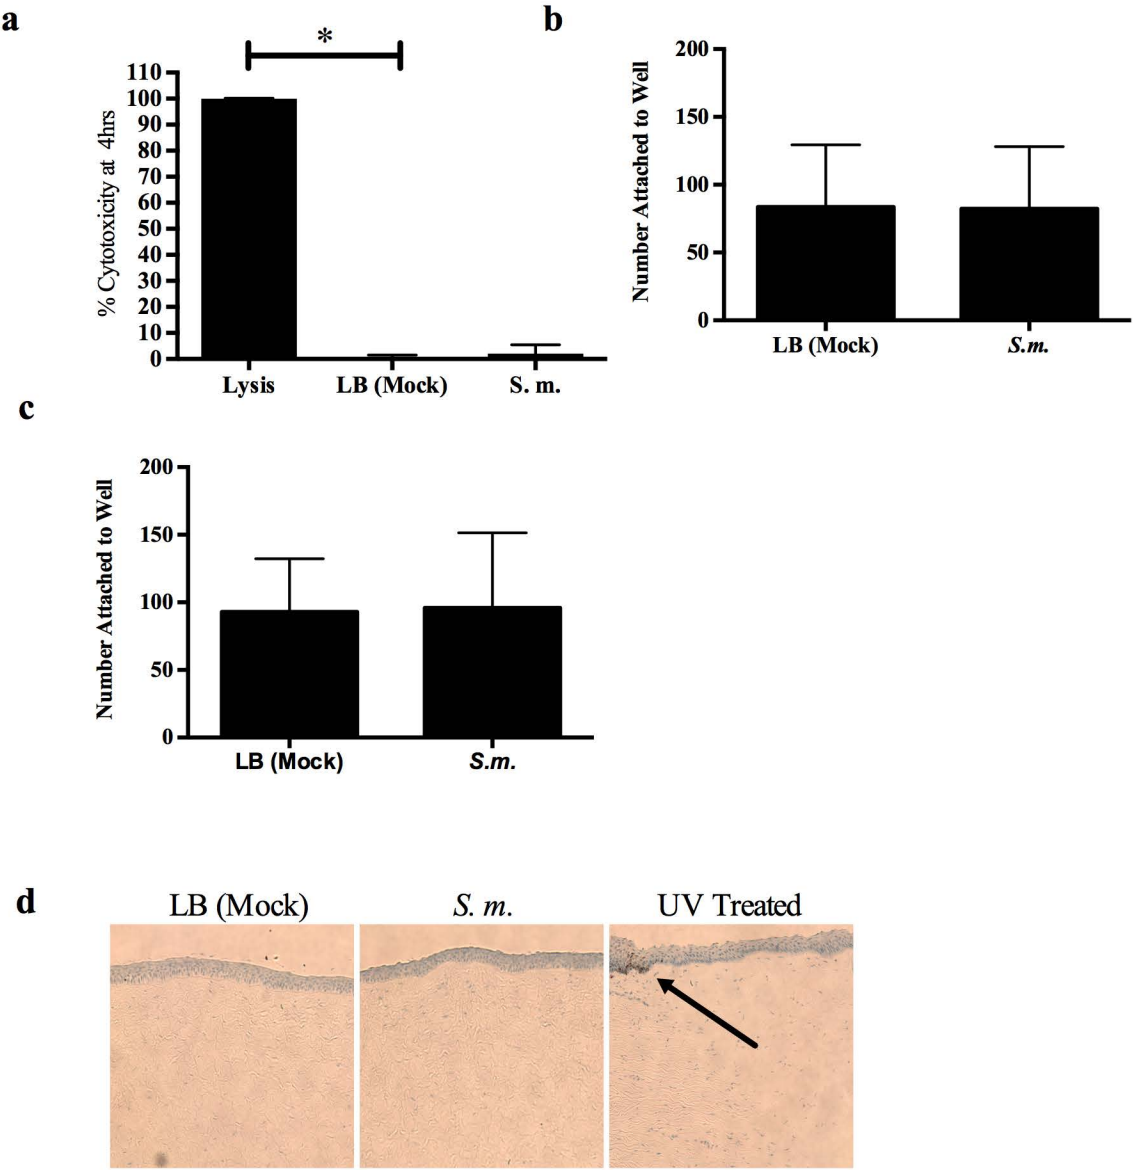 a
*
% Cytotoxicity at 4hrs
110
100
90
80
70
60
50
40
30
20
10
0
Lysis LB (Mock) S. m.
b
Number Attached to Well
200
150
100
50
0
LB (Mock) S.m.
c
Number Attached to Well
200
150
100
50
0
LB (Mock) S.m.
d
LB (Mock) S. m. UV Treated